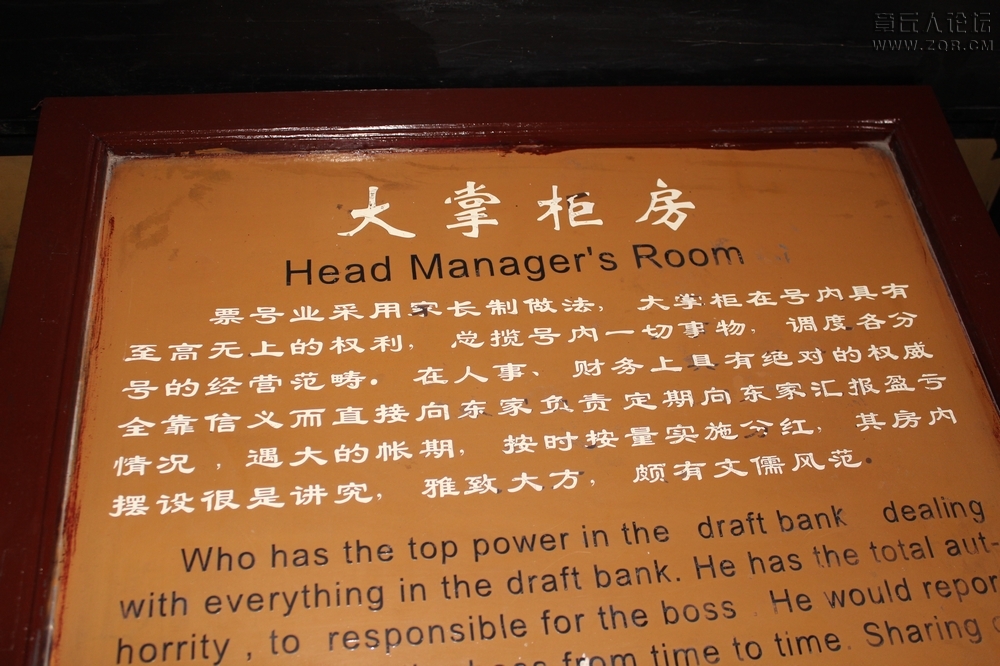 章丘人论坛
WWW.ZQR.CM
大掌柜房
Head Manager's Room
票号业采用家长制做法，大掌柜在号内具有
至高无上的权利，总揽号内一切事物，调度各分
号的经营范畴。在人事、财务上具有绝对的权威
全靠信义而直接向东家负责定期向东家汇报盈亏
情况，遇大的帐期，按时按量实施分红，其房内
摆设很是讲究，雅致大方，颇有文儒风范。
Who has the top power in the draft bank dealing
with everything in the draft bank. He has the total aut-
horrity , to responsible for the boss . He would repor
from time to time. Sharing